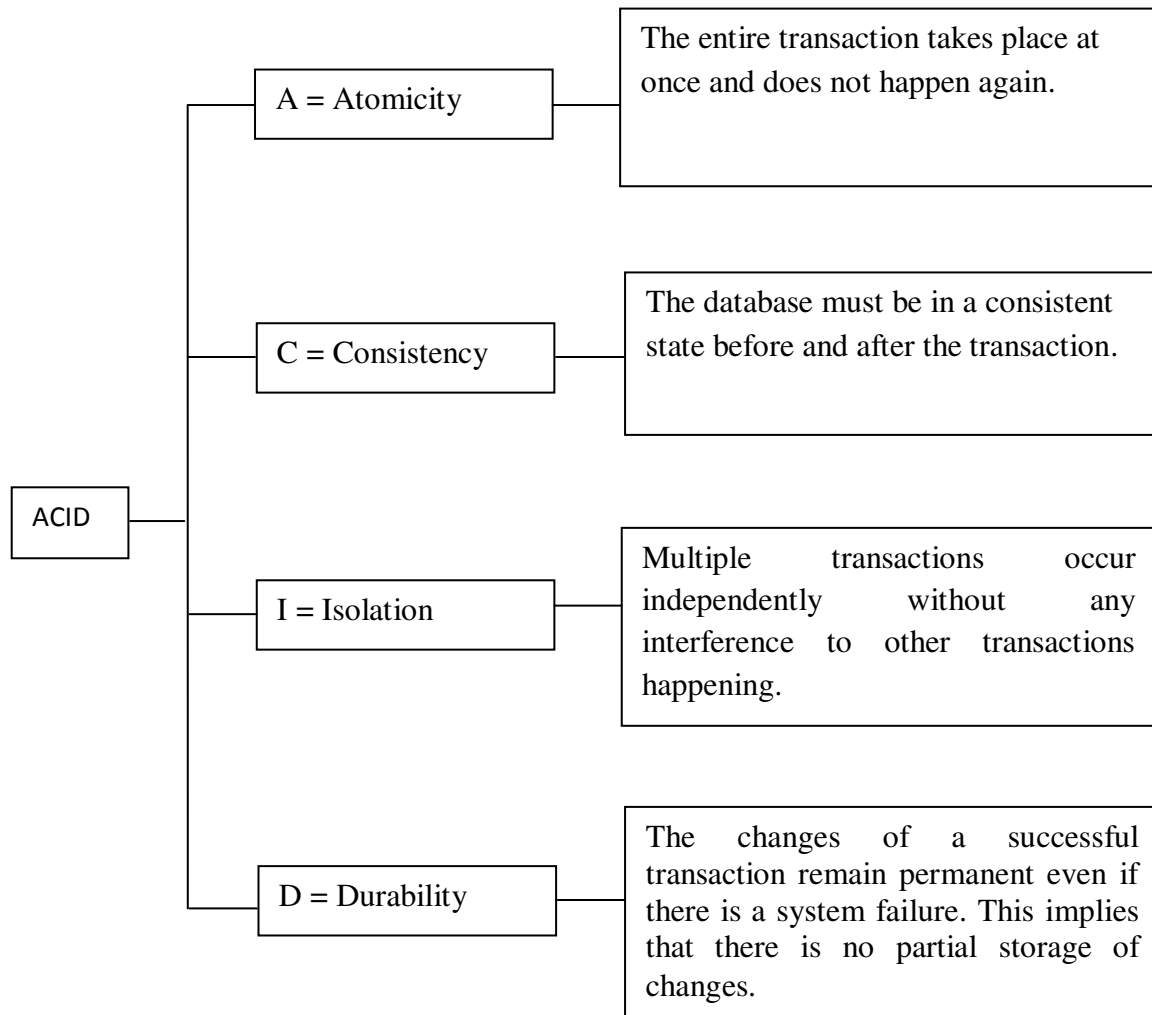 The entire transaction takes place at
once and does not happen again.
A = Atomicity
The database must be in a consistent
state before and after the transaction.
C = Consistency
ACID
Multiple transactions occur
independently without any
interference to other transactions
happening.
I = Isolation
The changes of a successful
transaction remain permanent even if
there is a system failure. This implies
that there is no partial storage of
changes.
D = Durability